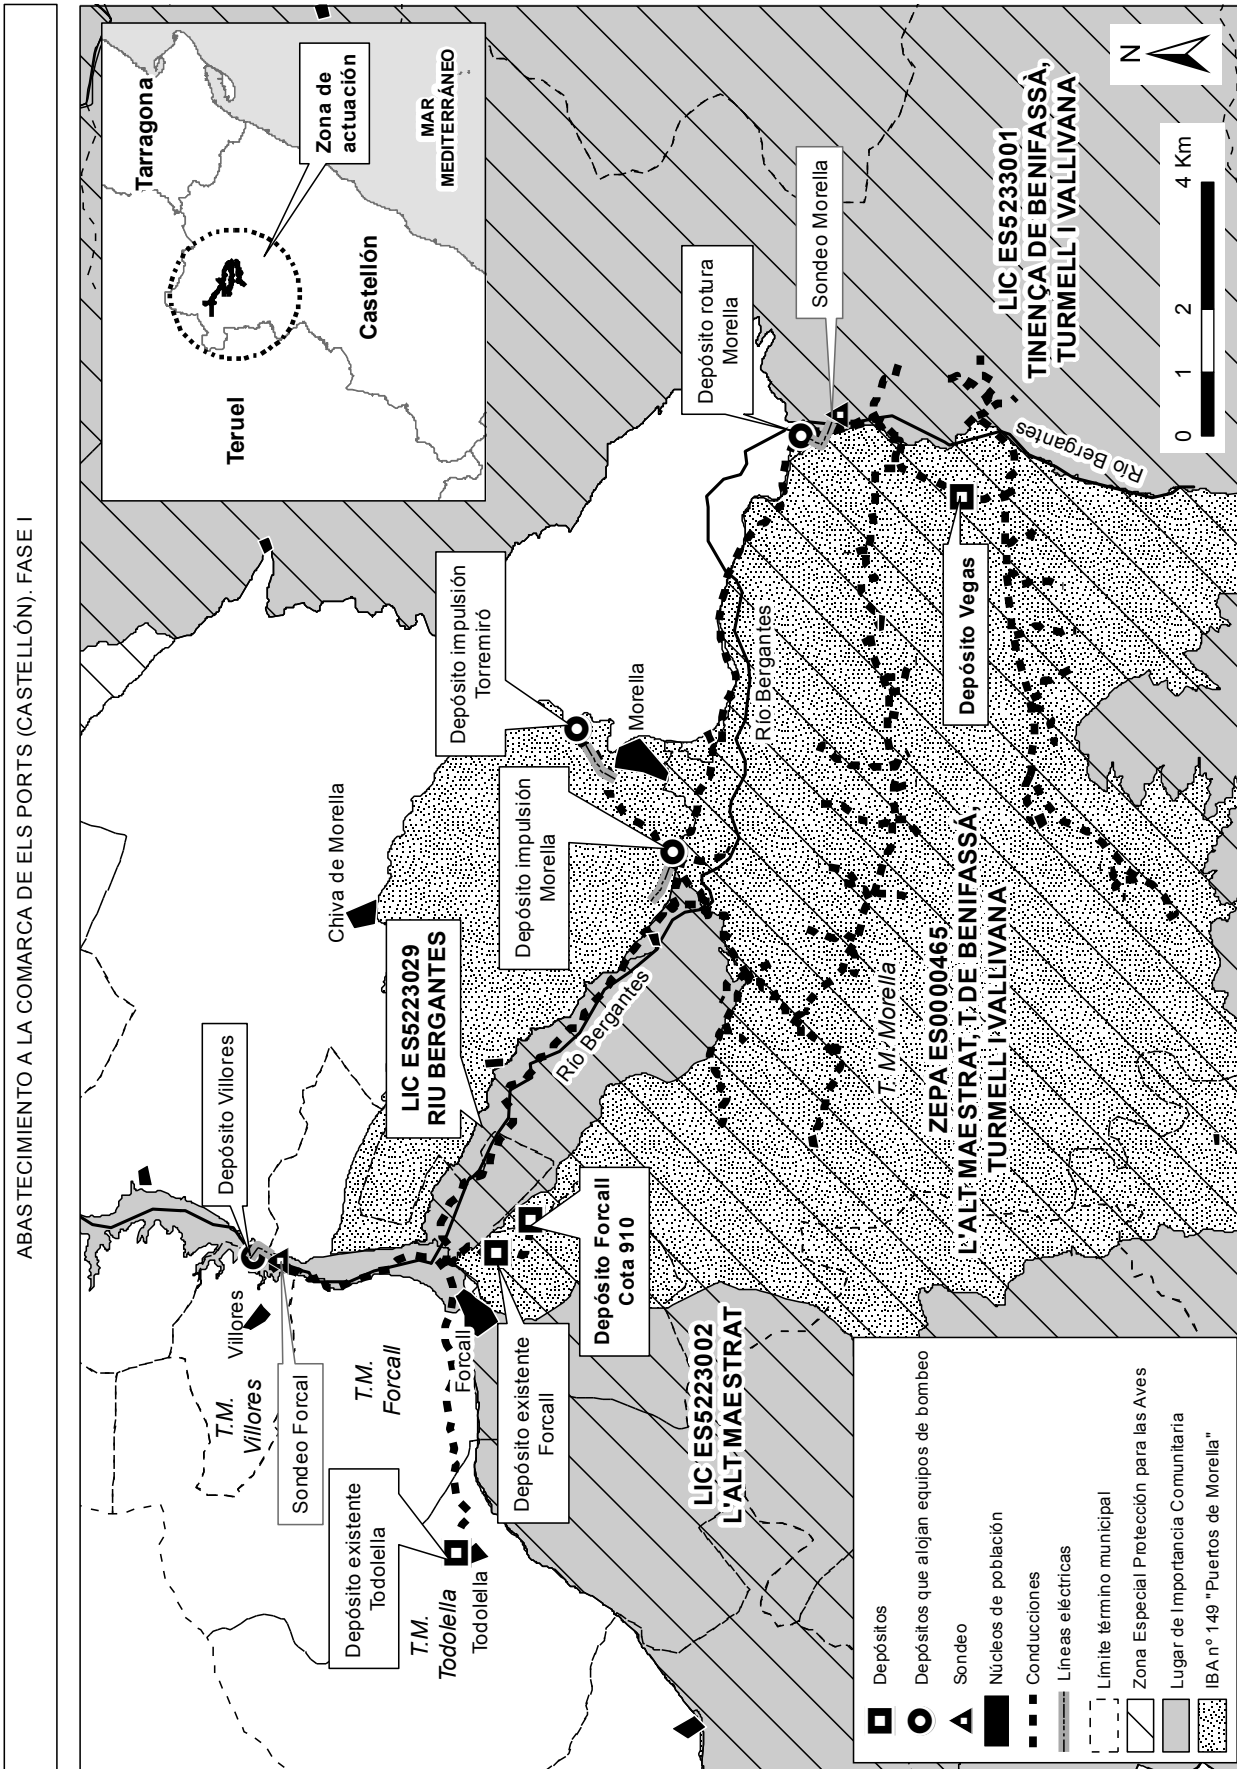 ABASTECIMIENTO A LA COMARCA DE ELS PORTS (CASTELLÓN). FASE I
Tarragona
Teruel
Castellón
Zona de
actuación
MAR
MEDITERRÁNEO
N
LIC ES5233001
TINENÇA DE BENIFASSÀ,
TURMELL I VALLIVANA
0
1
2
4 Km
Depósito Villores
Villores
T.M.
Villores
Sondeo Forcal
T.M.
Forcall
Forcall
Depósito existente
Todolella
T.M.
Todolella
Todolella
Depósito existente
Forcall
Depósito Forcall
Cota 910
LIC ES5223002
L'ALT MAESTRAT
LIC ES5223029
RIU BERGANTES
Chiva de Morella
Río Bergantes
Depósito impulsión
Torremiró
Depósito impulsión
Morella
Morella
Río Bergantes
Depósito rotura
Morella
Sondeo Morella
Río Bergantes
Depósito Vegas
T. M. Morella
ZEPA ES0000465
L'ALT MAESTRAT, T. DE BENIFASSÁ,
TURMELL I VALLIVANA
Depósitos
Depósitos que alojan equipos de bombeo
Sondeo
Núcleos de población
Conducciones
Líneas eléctricas
Límite término municipal
Zona Especial Protección para las Aves
Lugar de Importancia Comunitaria
IBA nº 149 "Puertos de Morella"